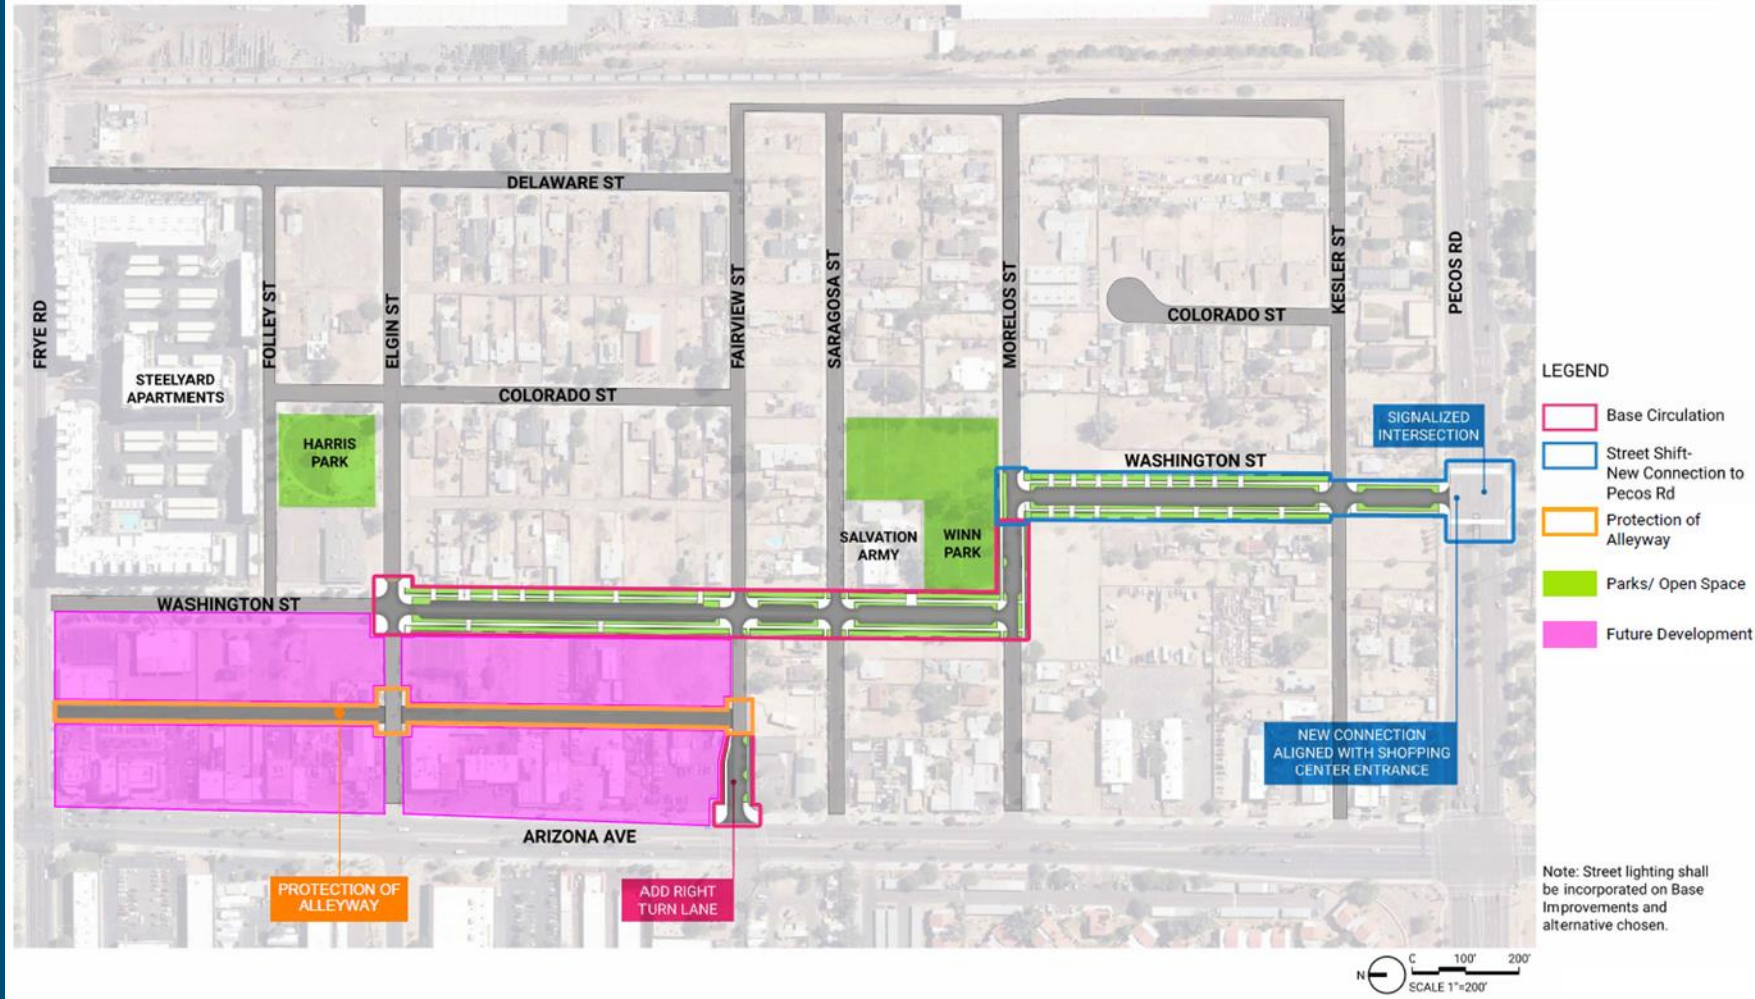 DELAWARE ST
FRYE RD
FOLLEY ST
ELGIN ST
FAIRVIEW ST
SARAGOSA ST
MORELOS ST
KESLER ST
PECOS RD
COLORADO ST
STEELYARD
APARTMENTS
COLORADO ST
HARRIS
PARK
WASHINGTON ST
SIGNALIZED
INTERSECTION
SALVATION
ARMY
WINN
PARK
WASHINGTON ST
NEW CONNECTION
ALIGNED WITH SHOPPING
CENTER ENTRANCE
ARIZONA AVE
PROTECTION OF
ALLEYWAY
ADD RIGHT
TURN LANE
LEGEND
Base Circulation
Street Shift-
New Connection to
Pecos Rd
Protection of
Alleyway
Parks/ Open Space
Future Development
Note: Street lighting shall
be incorporated on Base
Improvements and
alternative chosen.
N
C 100' 200'
SCALE 1"=200'